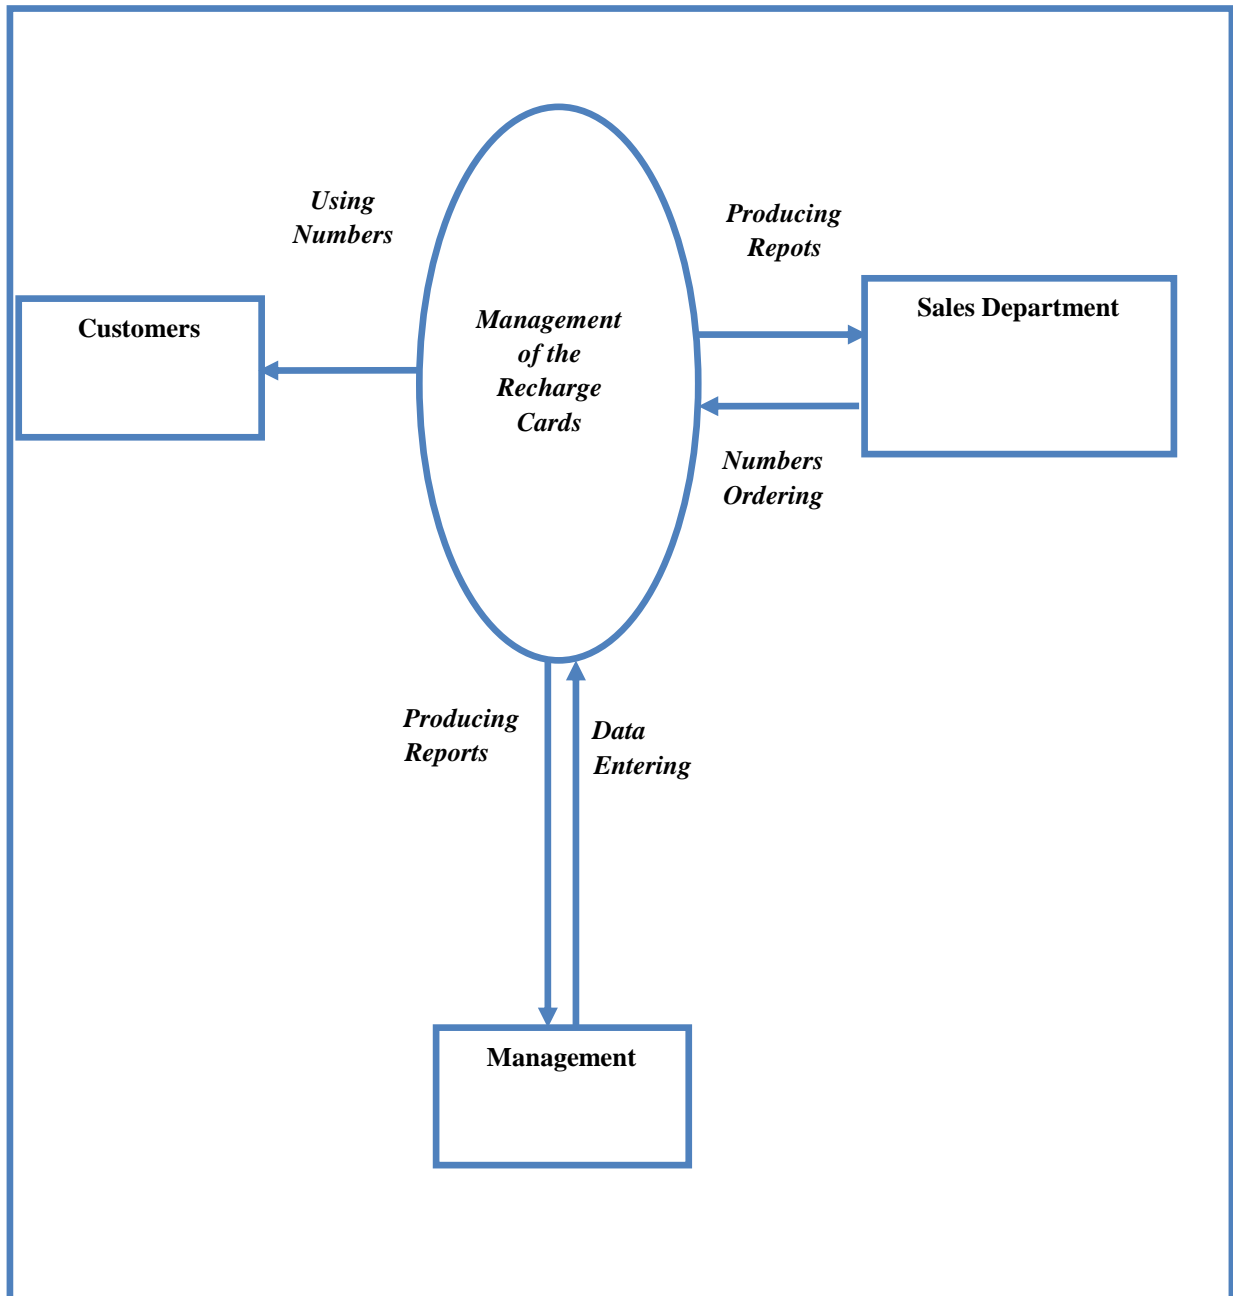 Using
Numbers
Producing
Repots
Customers
Management
of the
Recharge
Cards
Sales Department
Numbers
Ordering
Producing
Reports
Data
Entering
Management